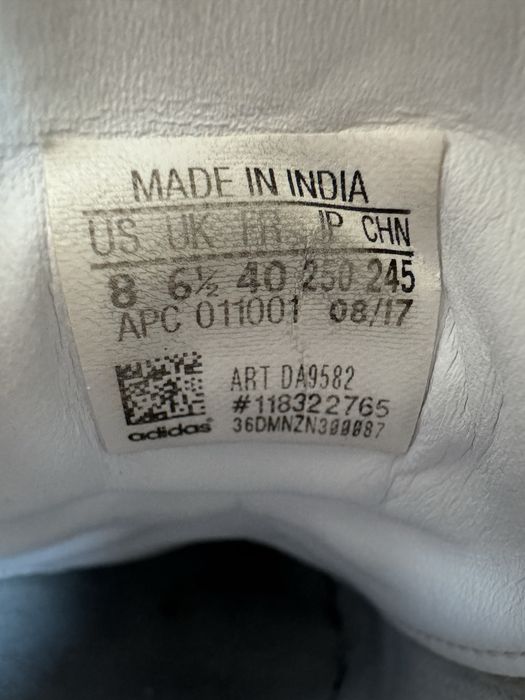 MADE IN INDIA
US UK FR JP CHN
8 6½ 40 250 245
APC 011001 08/17
ART DA9582
#118322765
adidas